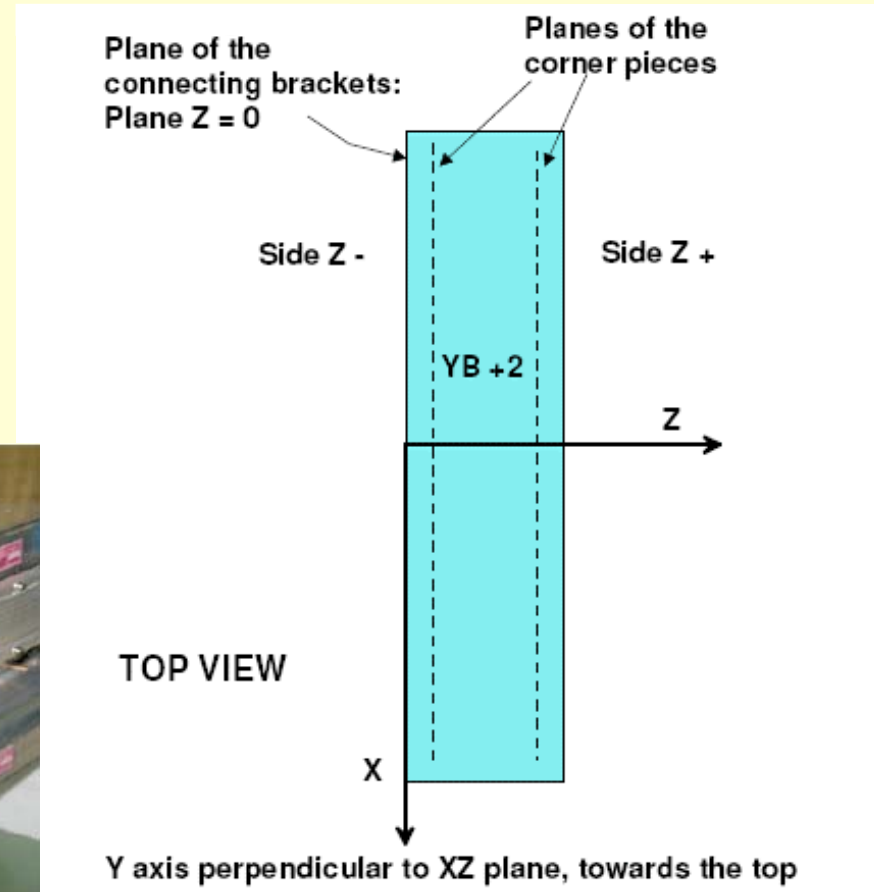 Plane of the
connecting brackets:
Plane Z = 0
Planes of the
corner pieces
Side Z -
Side Z +
YB +2
Z
TOP VIEW
X
Y axis perpendicular to XZ plane, towards the top